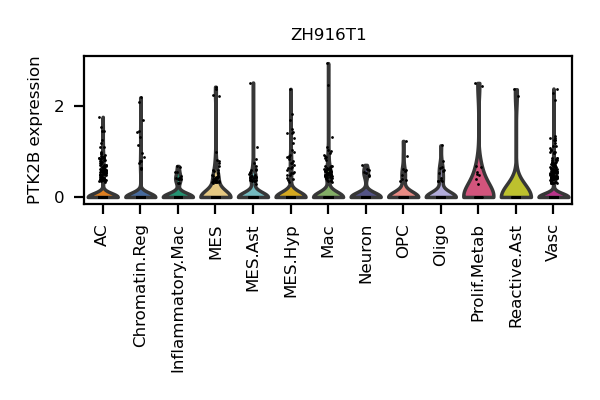 ZH916T1
PTK2B expression
2
0
AC
Chromatin.Reg
Inflammatory.Mac
MES
MES.Ast
MES.Hyp
Mac
Neuron
OPC
Oligo
Prolif.Metab
Reactive.Ast
Vasc